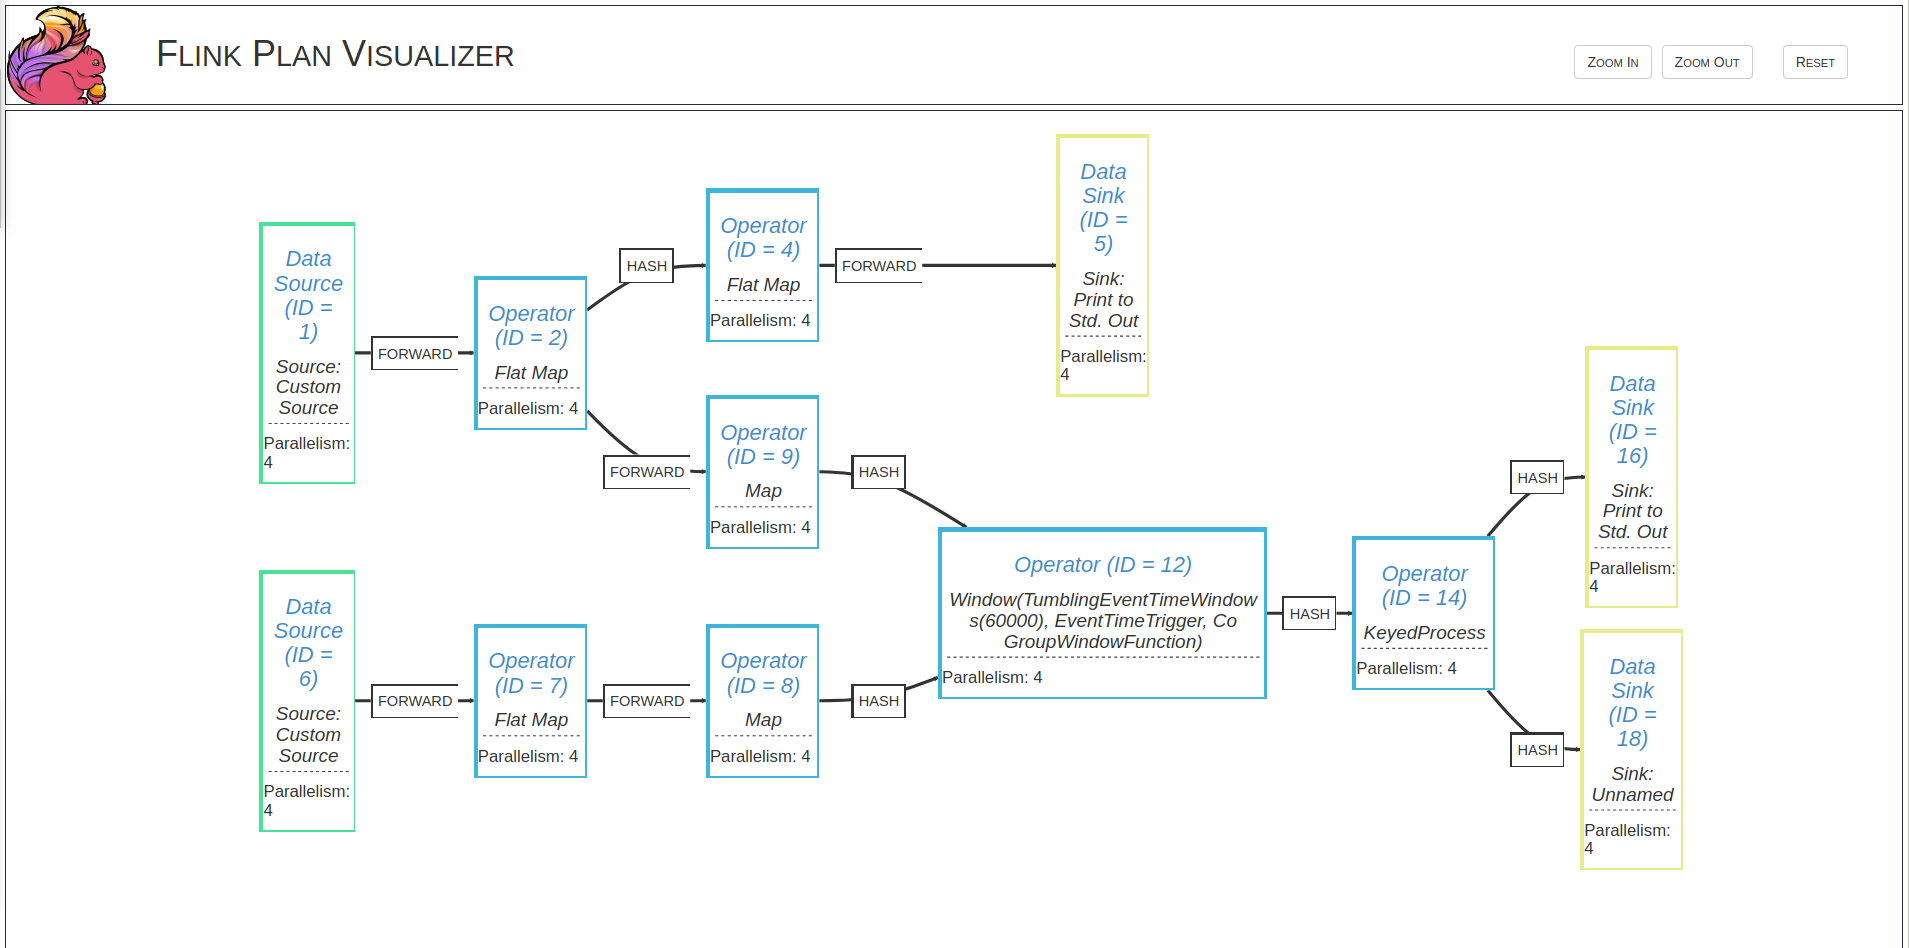 FLINK PLAN VISUALIZER
ZOOM IN
ZOOM OUT
RESET
Data
Source
(ID =
1)
Source:
Custom
Source
Parallelism:
4
FORWARD
Operator
(ID = 2)
Flat Map
Parallelism: 4
HASH
Operator
(ID = 4)
Flat Map
Parallelism: 4
FORWARD
Data
Sink
(ID =
5)
Sink:
Print to
Std. Out
Parallelism:
4
FORWARD
Operator
(ID = 9)
Map
Parallelism: 4
HASH
Data
Source
(ID =
6)
Source:
Custom
Source
Parallelism:
4
FORWARD
Operator
(ID = 7)
Flat Map
Parallelism: 4
FORWARD
Operator
(ID = 8)
Map
Parallelism: 4
HASH
Operator (ID = 12)
Window(TumblingEventTimeWindow
s(60000), EventTimeTrigger, Co
GroupWindowFunction)
Parallelism: 4
HASH
Operator
(ID = 14)
KeyedProcess
Parallelism: 4
HASH
Data
Sink
(ID =
16)
Sink:
Print to
Std. Out
Parallelism:
4
HASH
Data
Sink
(ID =
18)
Sink:
Unnamed
Parallelism:
4